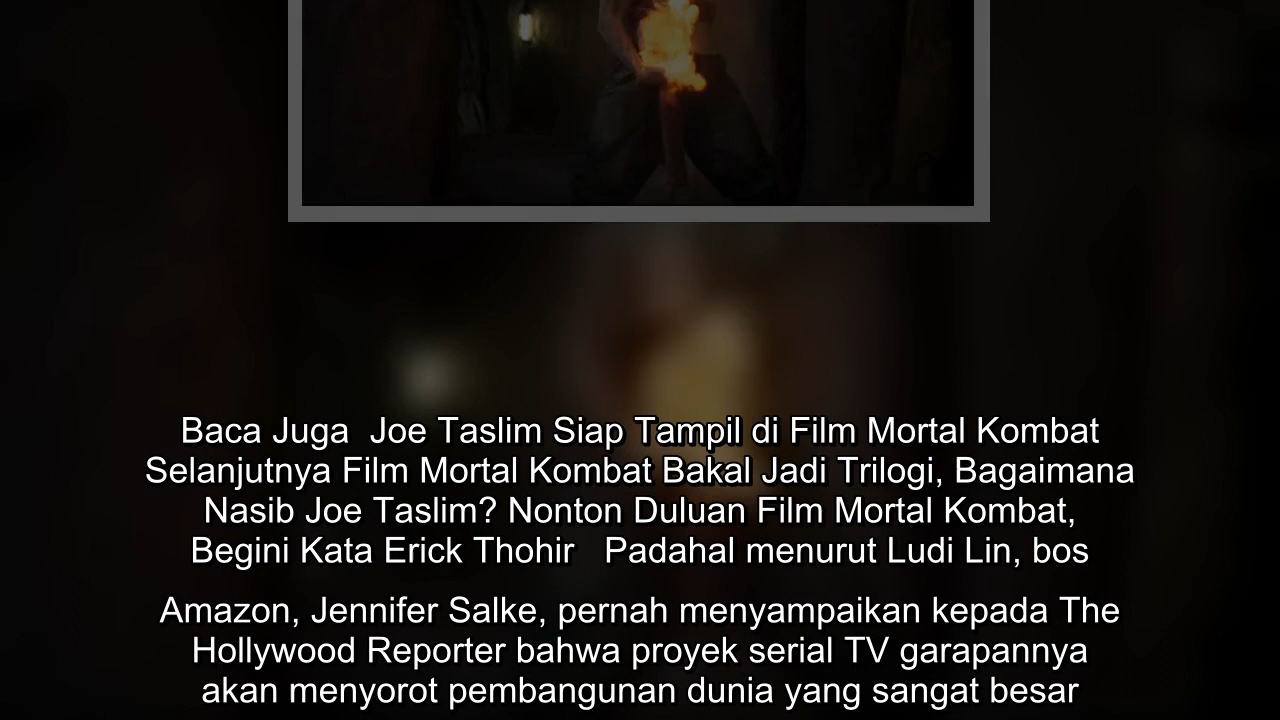 Baca Juga  Joe Taslim Siap Tampil di Film Mortal Kombat
Selanjutnya Film Mortal Kombat Bakal Jadi Trilogi, Bagaimana
Nasib Joe Taslim? Nonton Duluan Film Mortal Kombat,
Begini Kata Erick Thohir   Padahal menurut Ludi Lin, bos
Amazon, Jennifer Salke, pernah menyampaikan kepada The
Hollywood Reporter bahwa proyek serial TV garapannya
akan menyorot pembangunan dunia yang sangat besar